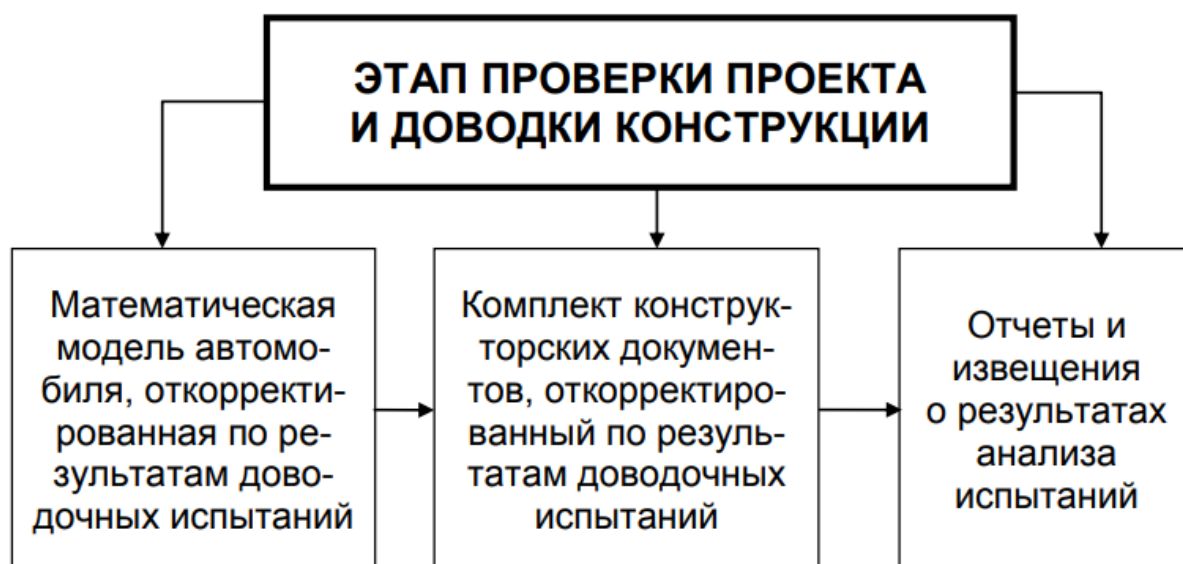 ЭТАП ПРОВЕРКИ ПРОЕКТА
И ДОВОДКИ КОНСТРУКЦИИ
Математическая
модель автомо-
биля, откорректи-
рованная по ре-
зультатам дово-
дочных испытаний
Комплект конструк-
торских докумен-
тов, откорректиро-
ванный по резуль-
татам доводочных
испытаний
Отчеты и
извещения
о результатах
анализа
испытаний